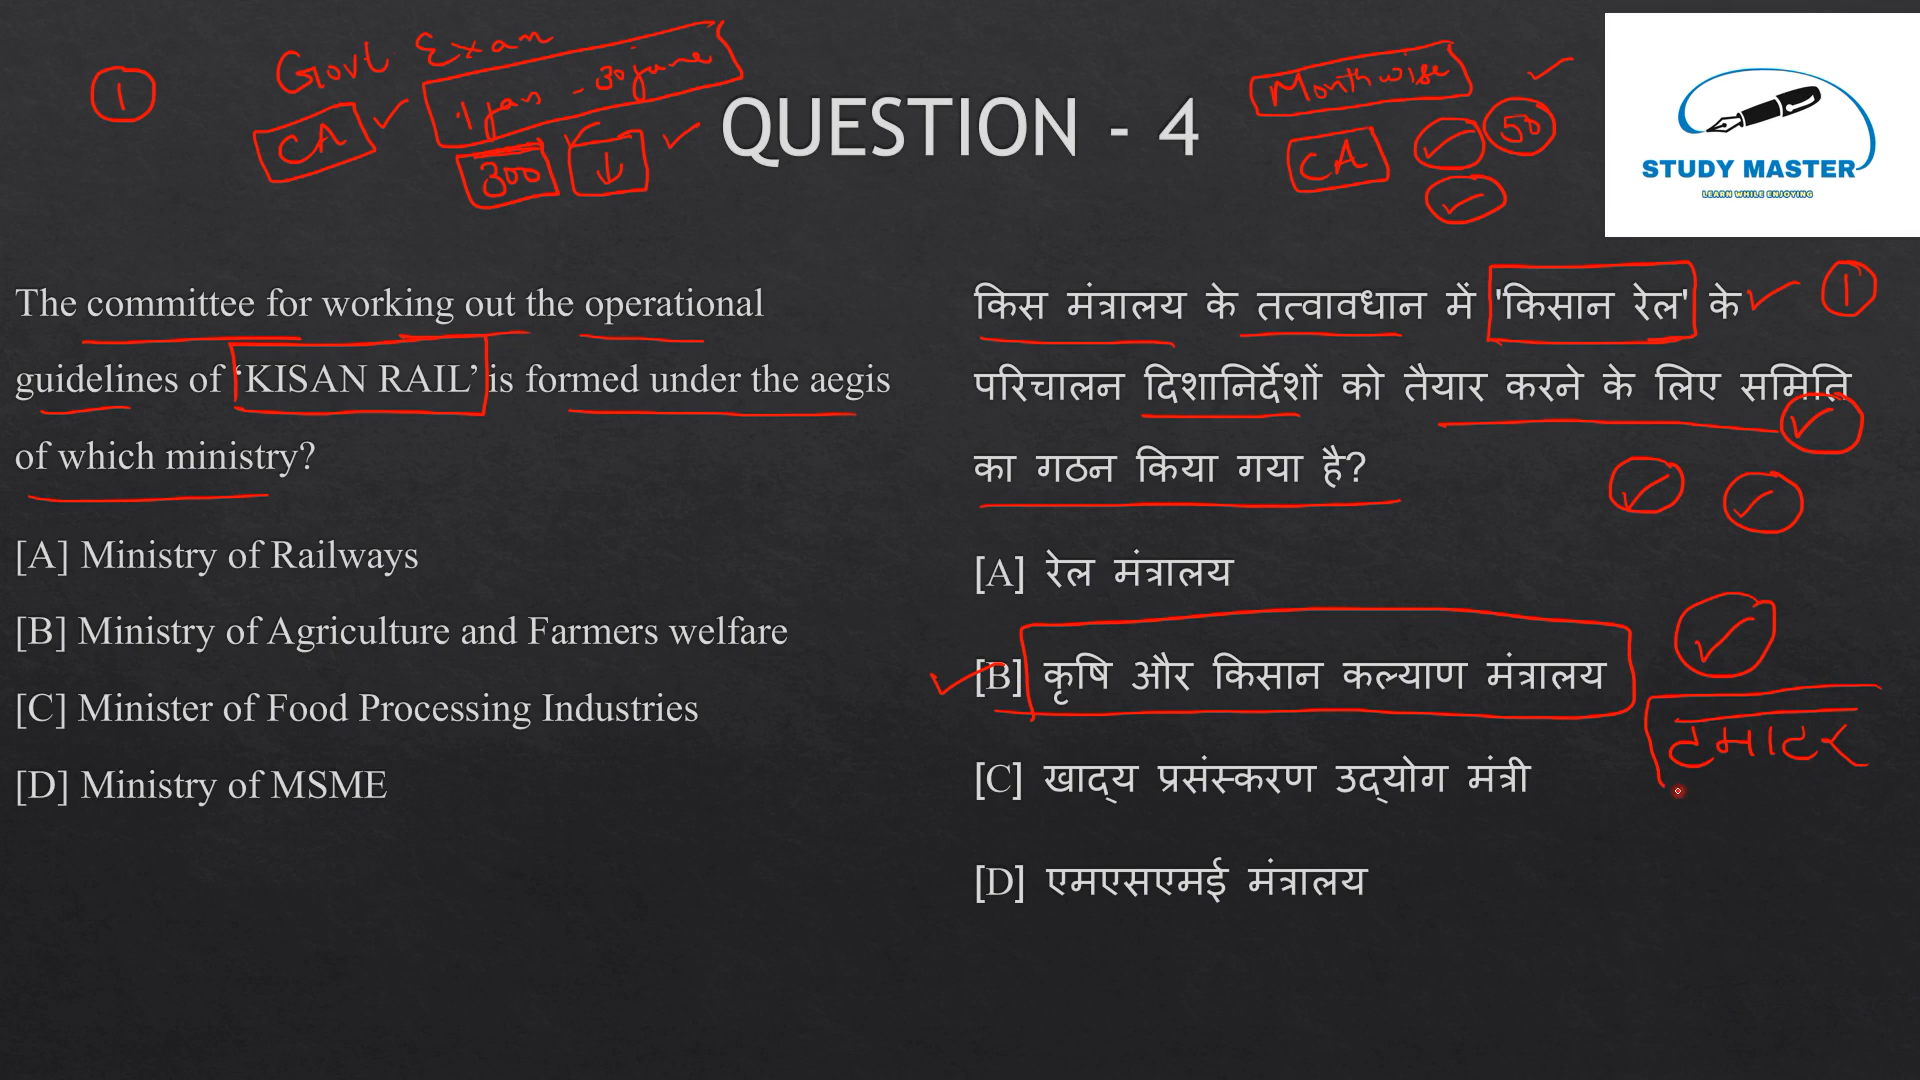 Govt Exam
1
CA
1 jan - 30 june
300
QUESTION - 4
Month wise
CA
50
STUDY MASTER
LEARN WHILE ENJOYING
The committee for working out the operational
guidelines of ‘KISAN RAIL’ is formed under the aegis
of which ministry?
[A] Ministry of Railways
[B] Ministry of Agriculture and Farmers welfare
[C] Minister of Food Processing Industries
[D] Ministry of MSME
किस मंत्रालय के तत्वावधान में 'किसान रेल' के
1
परिचालन दिशानिर्देशों को तैयार करने के लिए समिति
का गठन किया गया है?
[A] रेल मंत्रालय
[B] कृषि और किसान कल्याण मंत्रालय
टमाटर
[C] खाद्य प्रसंस्करण उद्योग मंत्री
[D] एमएसएमई मंत्रालय